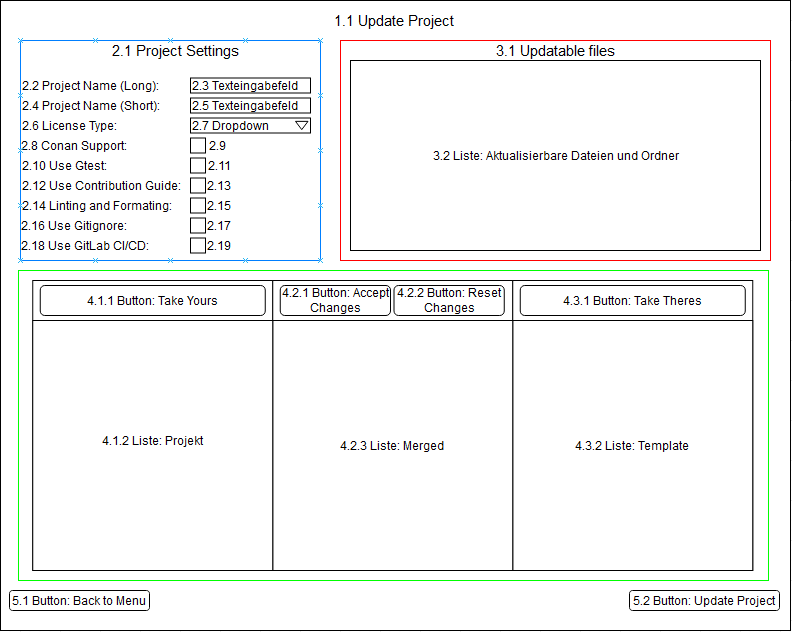 1.1 Update Project
2.1 Project Settings
2.2 Project Name (Long): 2.3 Texteingabefeld
2.4 Project Name (Short): 2.5 Texteingabefeld
2.6 License Type: 2.7 Dropdown
2.8 Conan Support: 2.9
2.10 Use Gtest: 2.11
2.12 Use Contribution Guide: 2.13
2.14 Linting and Formating: 2.15
2.16 Use Gitignore: 2.17
2.18 Use GitLab CI/CD: 2.19
3.1 Updatable files
3.2 Liste: Aktualisierbare Dateien und Ordner
4.1.1 Button: Take Yours
4.2.1 Button: Accept
Changes
4.2.2 Button: Reset
Changes
4.3.1 Button: Take Theres
4.1.2 Liste: Projekt
4.2.3 Liste: Merged
4.3.2 Liste: Template
5.1 Button: Back to Menu
5.2 Button: Update Project